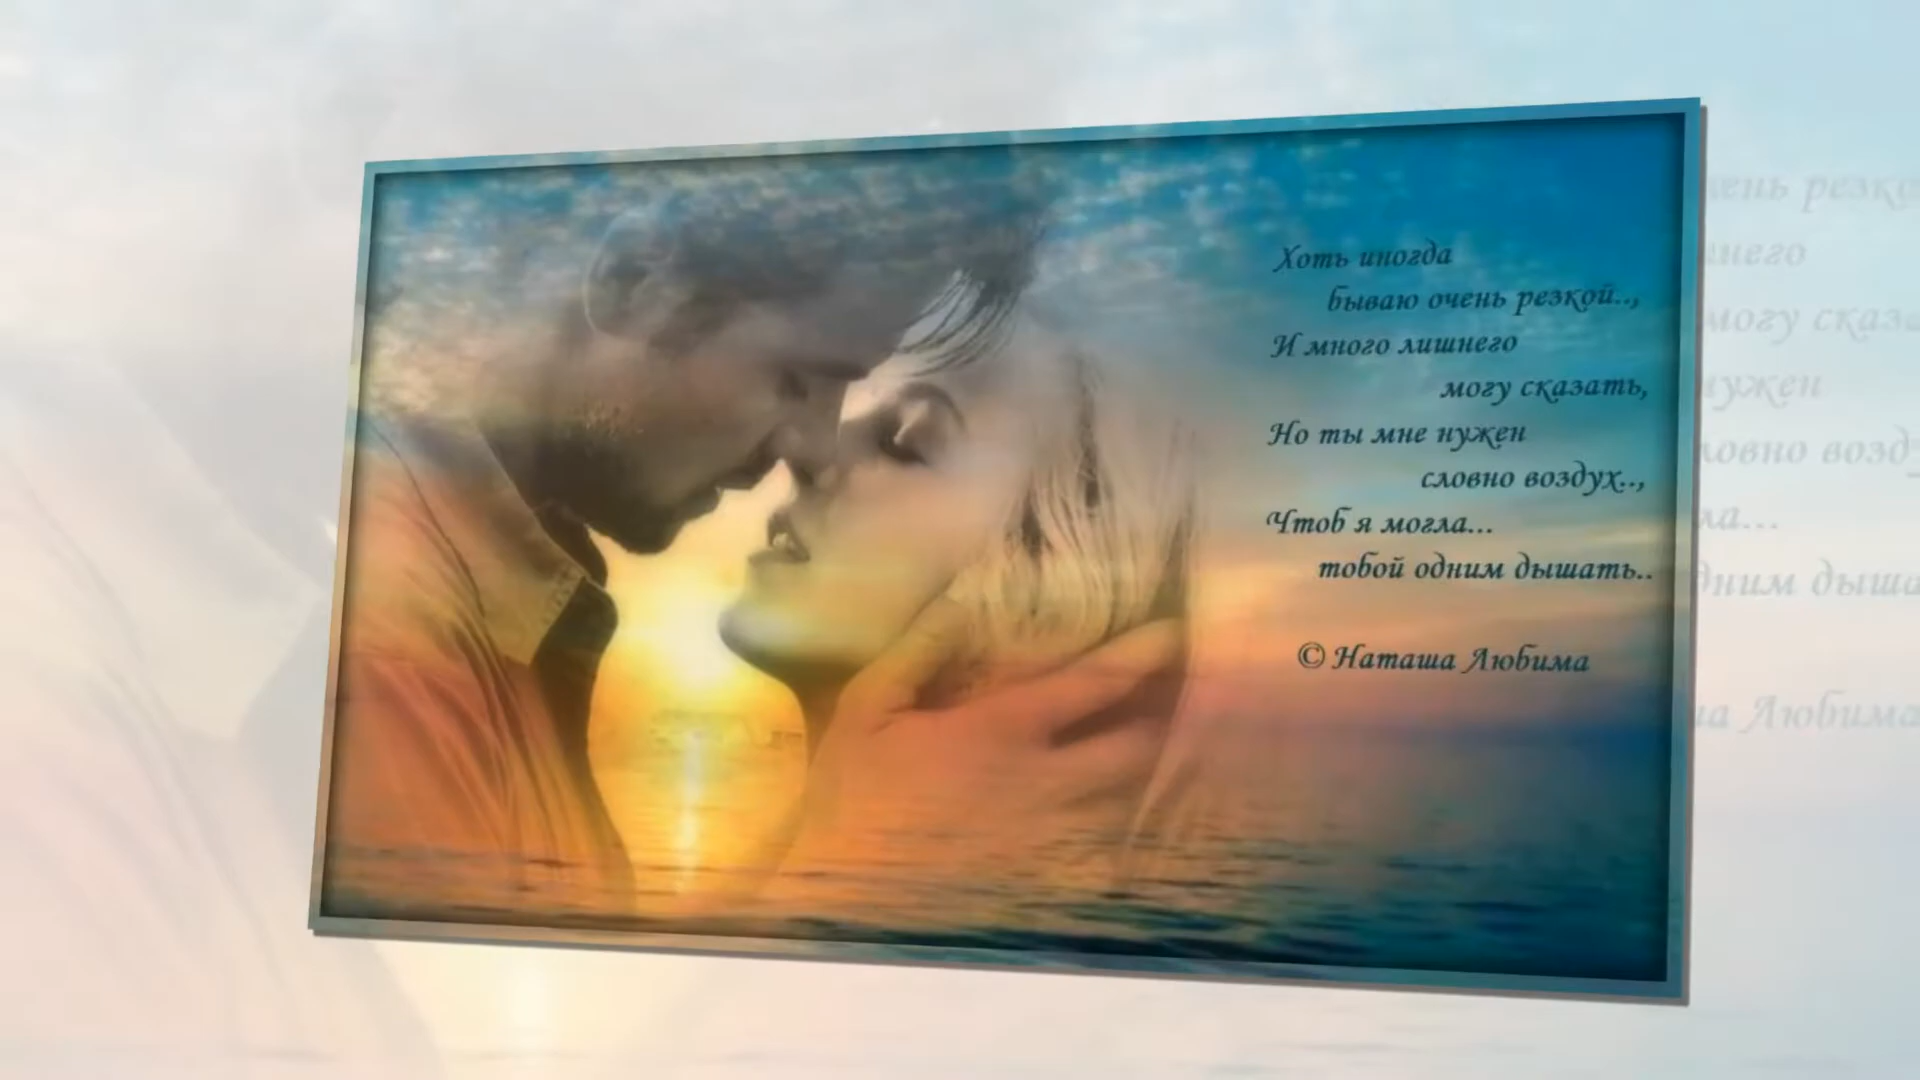 Хоть иногда
бываю очень резкой..,
И много лишнего
могу сказать,
Но ты мне нужен
словно воздух..,
Чтоб я могла...
тобой одним дышать..
© Наташа Любима